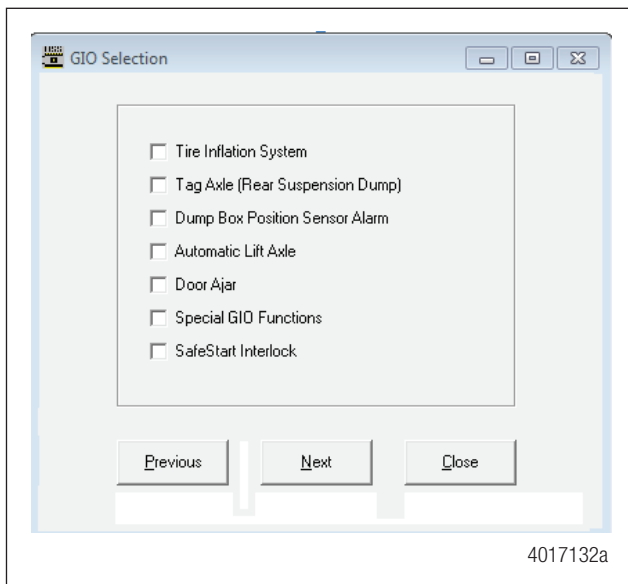 GIO Selection
Tire Inflation System
Tag Axle (Rear Suspension Dump)
Dump Box Position Sensor Alarm
Automatic Lift Axle
Door Ajar
Special GIO Functions
SafeStart Interlock
Previous Next Close
4017132a